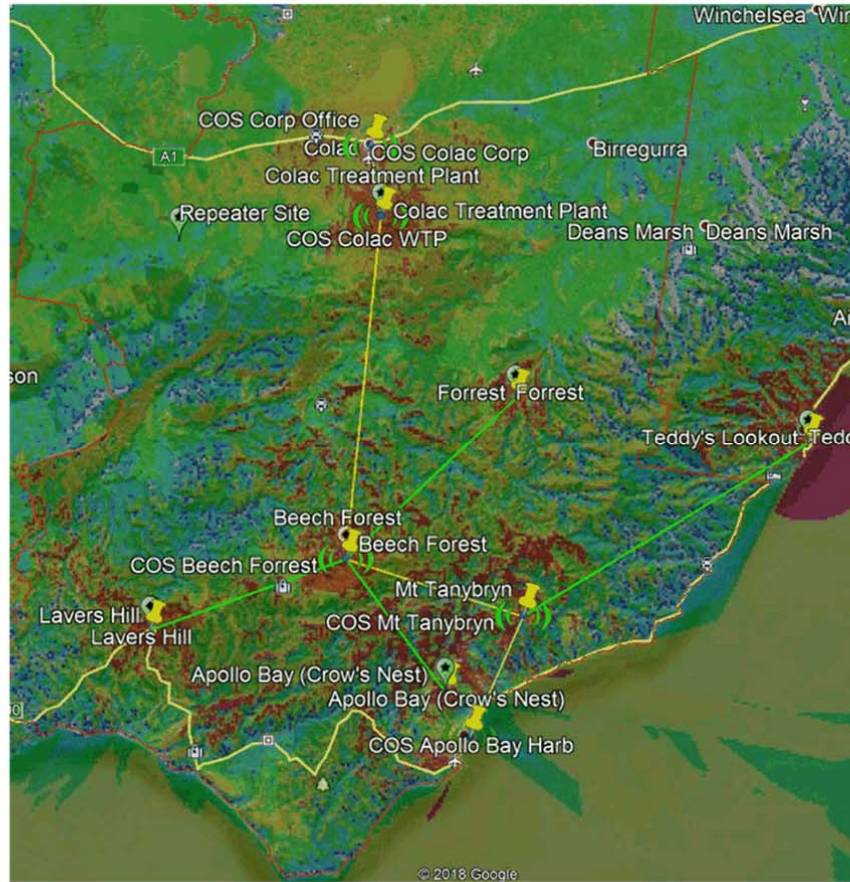 Winchelsea Win
COS Corp Office
Colac
COS Colac Corp
A1
Birregurra
Colac Treatment Plant
Repeater Site
Colac Treatment Plant
Deans Marsh Deans Marsh
COS Colac WTP
son
Forrest Forrest
Teddy's Lookout Tedd
Beech Forest
Beech Forest
COS Beech Forrest
Mt Tanybryn
Lavers Hill
COS Mt Tanybryn
Lavers Hill
Apollo Bay (Crow's Nest)
Apollo Bay (Crow's Nest)
COS Apollo Bay Harb
© 2018 Google